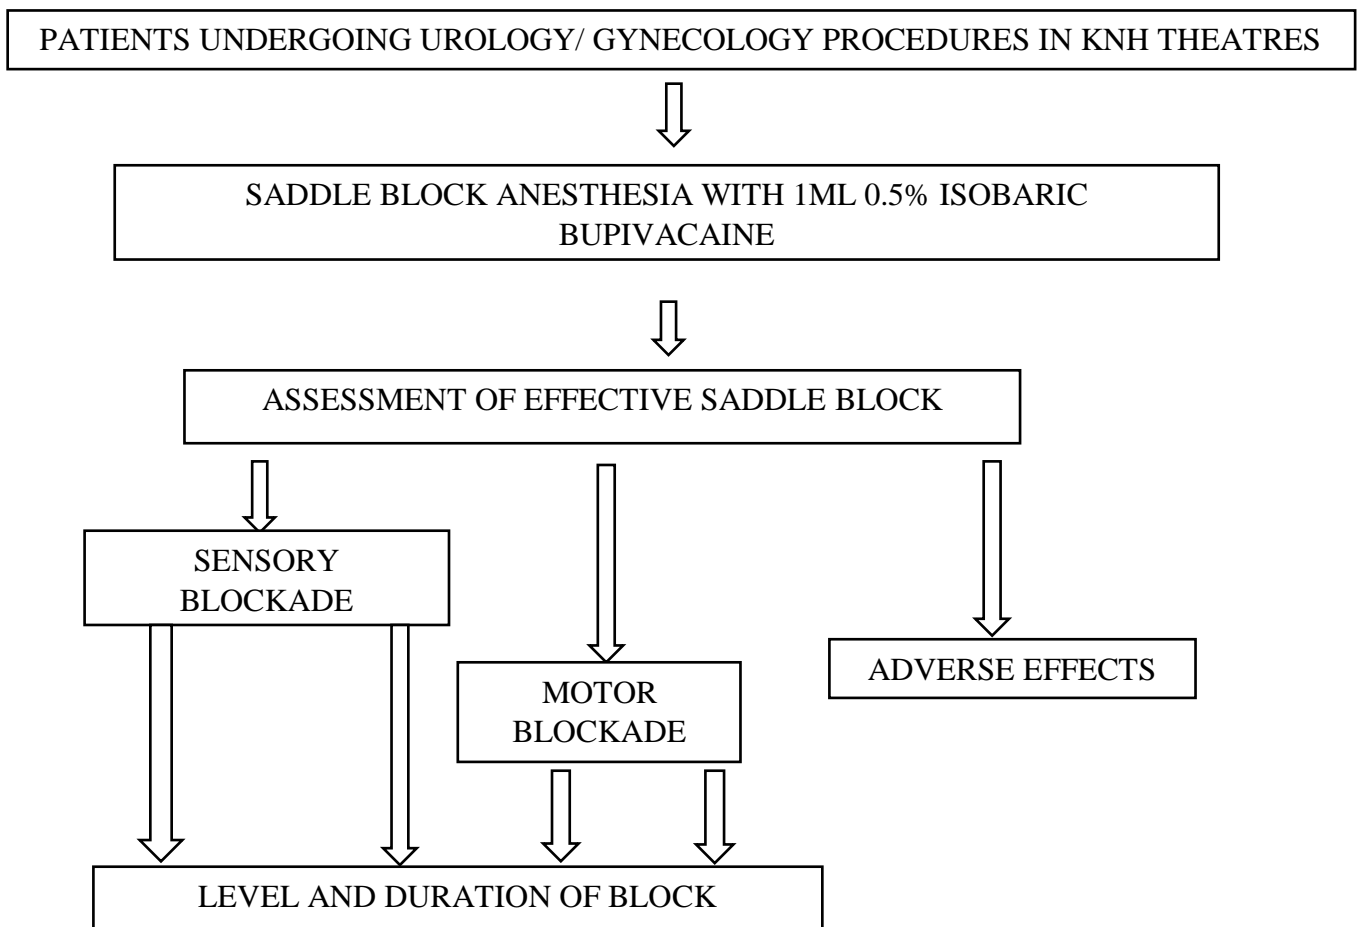 PATIENTS UNDERGOING UROLOGY/ GYNECOLOGY PROCEDURES IN KNH THEATRES
SADDLE BLOCK ANESTHESIA WITH 1ML 0.5% ISOBARIC
BUPIVACAINE
ASSESSMENT OF EFFECTIVE SADDLE BLOCK
SENSORY
BLOCKADE
MOTOR
BLOCKADE
ADVERSE EFFECTS
LEVEL AND DURATION OF BLOCK